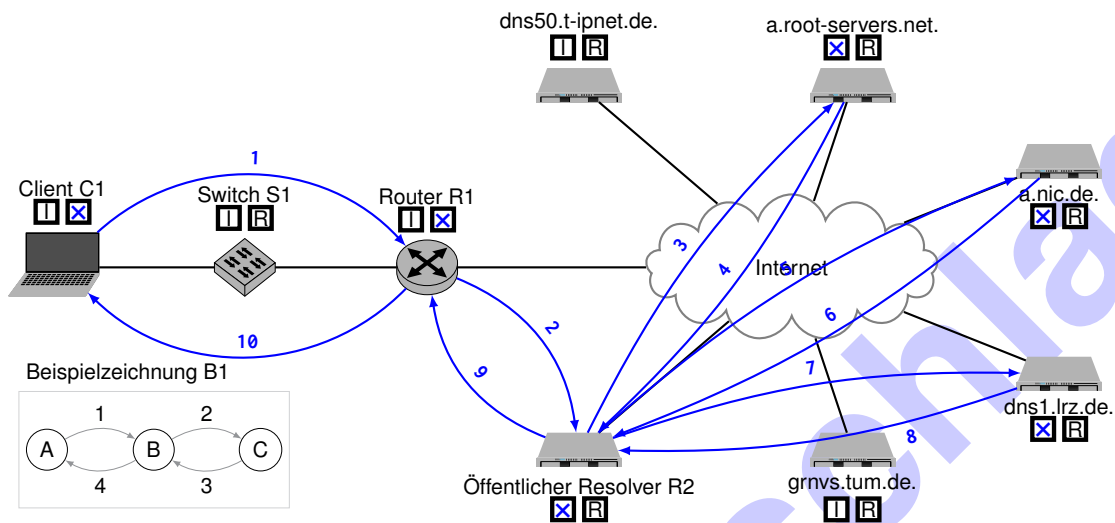 dns50.t-ipnet.de.
I R
a.root-servers.net.
R
Client C1
I
Switch S1
I R
Router R1
I
1
10
2
9
3
4
5
6
7
8
Internet
a.nic.de.
R
dns1.lrz.de.
R
grnvs.tum.de.
I R
Öffentlicher Resolver R2
R
Beispielzeichnung B1
A 1 B 2 C
4 3